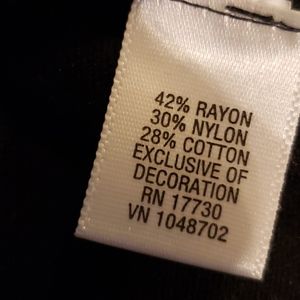 42% RAYON
30% NYLON
28% COTTON
EXCLUSIVE OF
DECORATION
RN 17730
VN 1048702